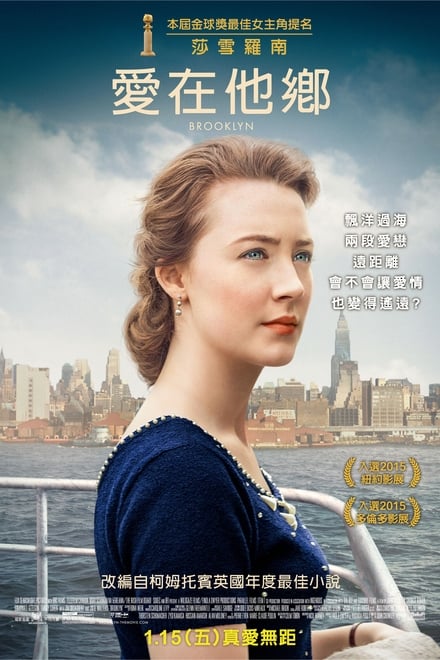 本屆金球獎最佳女主角提名
莎雪羅南
愛在他鄉
BROOKLYN
飄洋過海
兩段愛戀
遠距離
會不會讓愛情
也變得遙遠?
入選2015
紐約影展
入選2015
多倫多影展
改編自柯姆托賓英國年度最佳小說
1.15(五)真愛無距